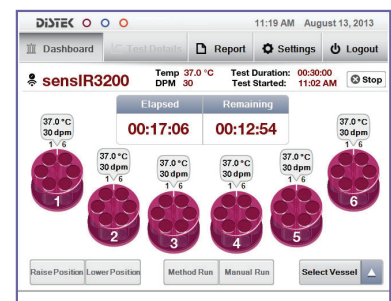 DiSTEK
11:19 AM August 13, 2013
Dashboard Test Details Report Settings Logout
sensIR3200
Temp 37.0 °C
DPM 30
Test Duration: 00:30:00
Test Started: 11:02 AM
Stop
Elapsed Remaining
00:17:06 00:12:54
37.0 °C
30 dpm
1 6
1
37.0 °C
30 dpm
1 6
2
37.0 °C
30 dpm
1 6
3
37.0 °C
30 dpm
1 6
4
37.0 °C
30 dpm
1 6
5
37.0 °C
30 dpm
1 6
6
Raise Position Lower Position Method Run Manual Run Select Vessel